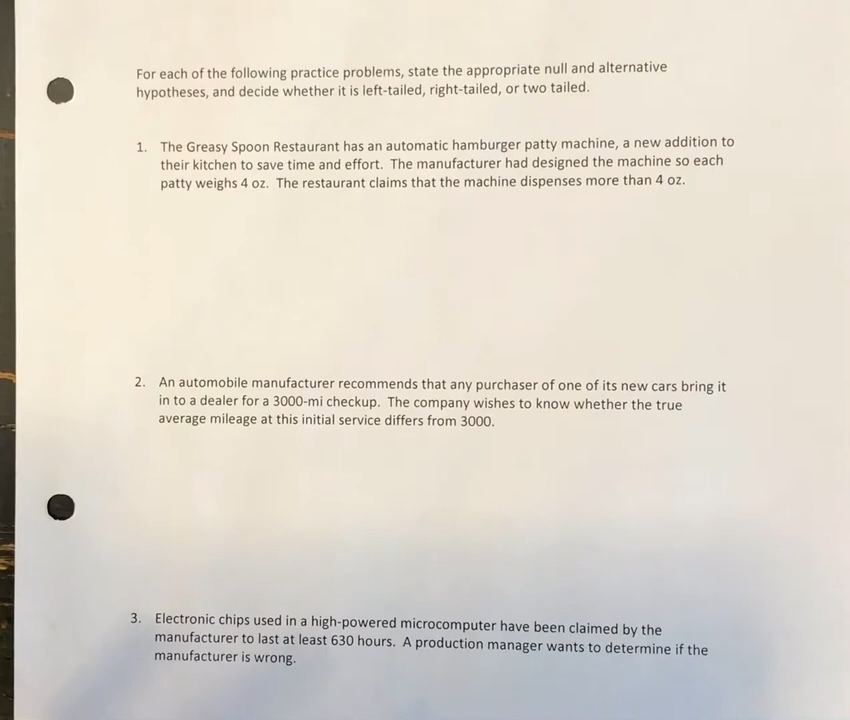 For each of the following practice problems, state the appropriate null and alternative
hypotheses, and decide whether it is left-tailed, right-tailed, or two tailed.
1. The Greasy Spoon Restaurant has an automatic hamburger patty machine, a new addition to
their kitchen to save time and effort. The manufacturer had designed the machine so each
patty weighs 4 oz. The restaurant claims that the machine dispenses more than 4 oz.
2. An automobile manufacturer recommends that any purchaser of one of its new cars bring it
in to a dealer for a 3000-mi checkup. The company wishes to know whether the true
average mileage at this initial service differs from 3000.
3. Electronic chips used in a high-powered microcomputer have been claimed by the
manufacturer to last at least 630 hours. A production manager wants to determine if the
manufacturer is wrong.